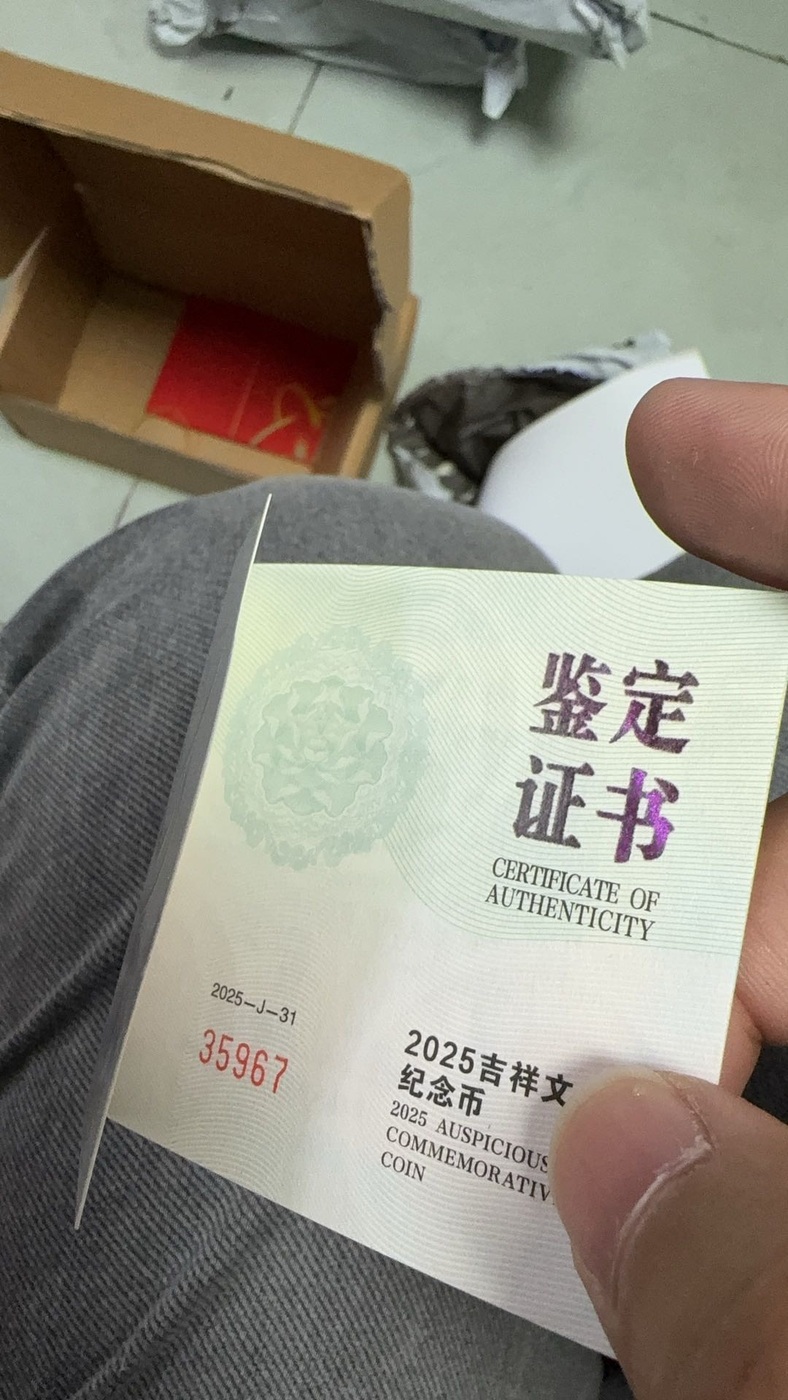 鉴定
证书
CERTIFICATE OF
AUTHENTICITY
2025-J-31
35967
2025吉祥文
纪念币
2025 AUSPICIOUS
COMMEMORATIV
COIN